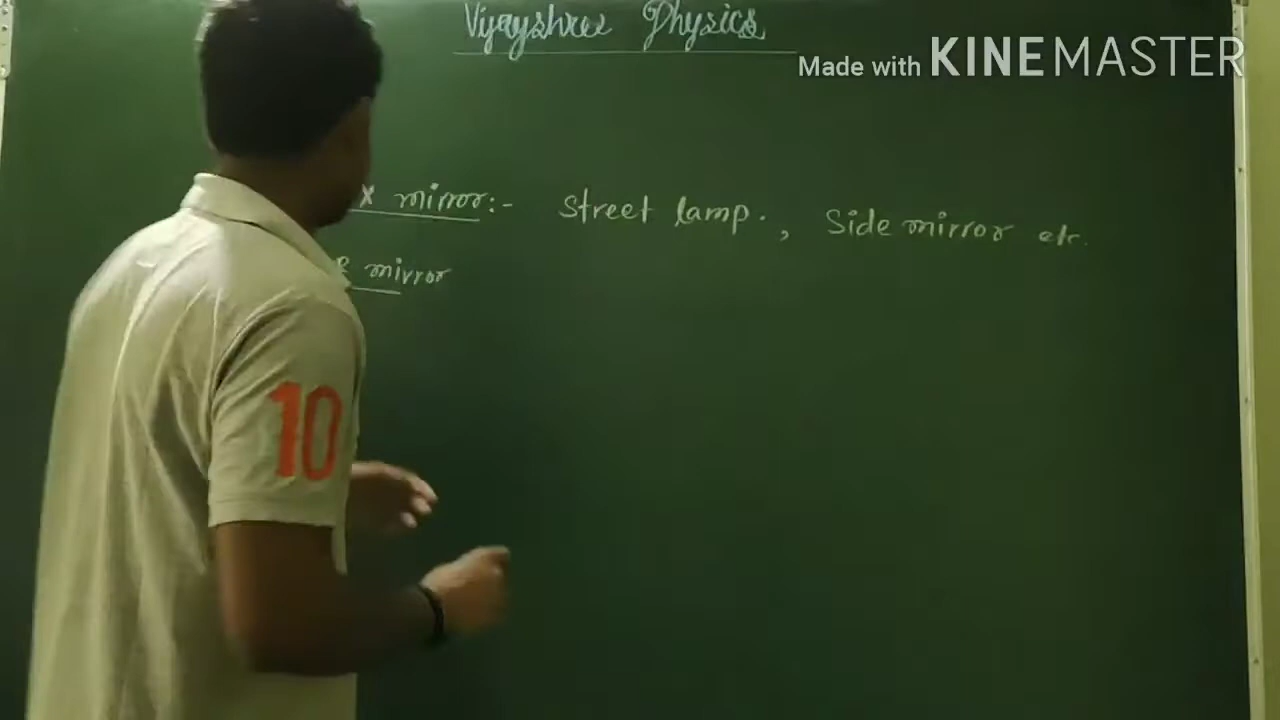 Vijayshree Physics
Made with KINEMASTER
x mirror:- Street lamp., Side mirror etc.
e mirror
10